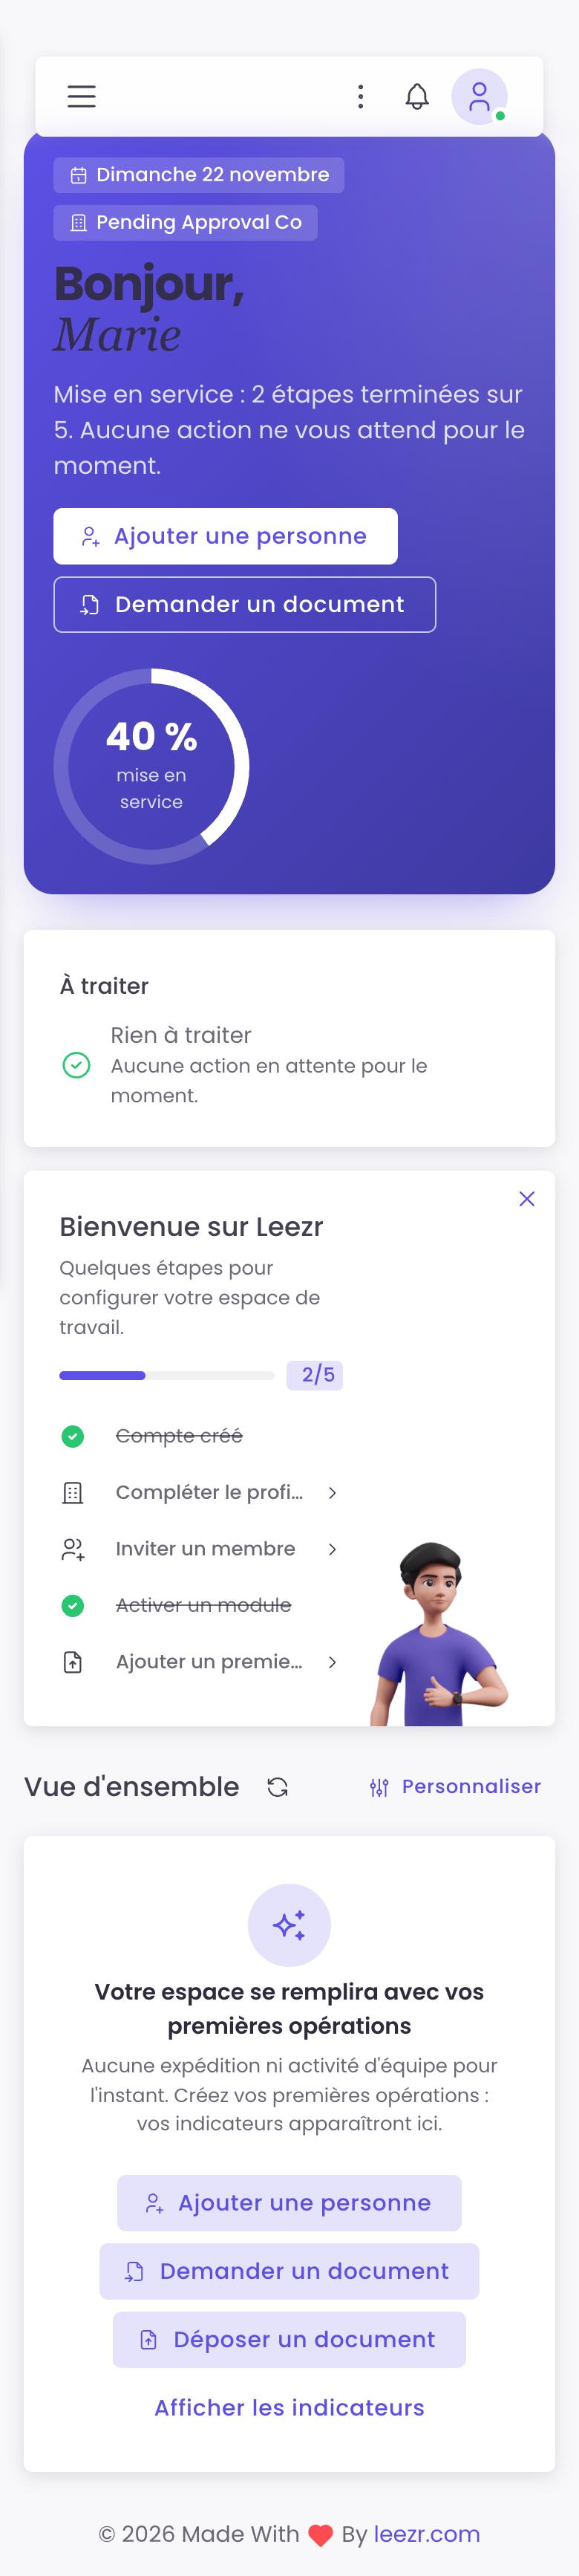 Dimanche 22 novembre
Pending Approval Co
Bonjour,
Marie
Mise en service : 2 étapes terminées sur
5. Aucune action ne vous attend pour le
moment.
Ajouter une personne
Demander un document
40 %
mise en
service
À traiter
Rien à traiter
Aucune action en attente pour le
moment.
Bienvenue sur Leezr
Quelques étapes pour
configurer votre espace de
travail.
2/5
Compte créé
Compléter le profi...
Inviter un membre
Activer un module
Ajouter un premie...
Vue d'ensemble
Personnaliser
Votre espace se remplira avec vos
premières opérations
Aucune expédition ni activité d'équipe pour
l'instant. Créez vos premières opérations :
vos indicateurs apparaîtront ici.
Ajouter une personne
Demander un document
Déposer un document
Afficher les indicateurs
© 2026 Made With By leezr.com